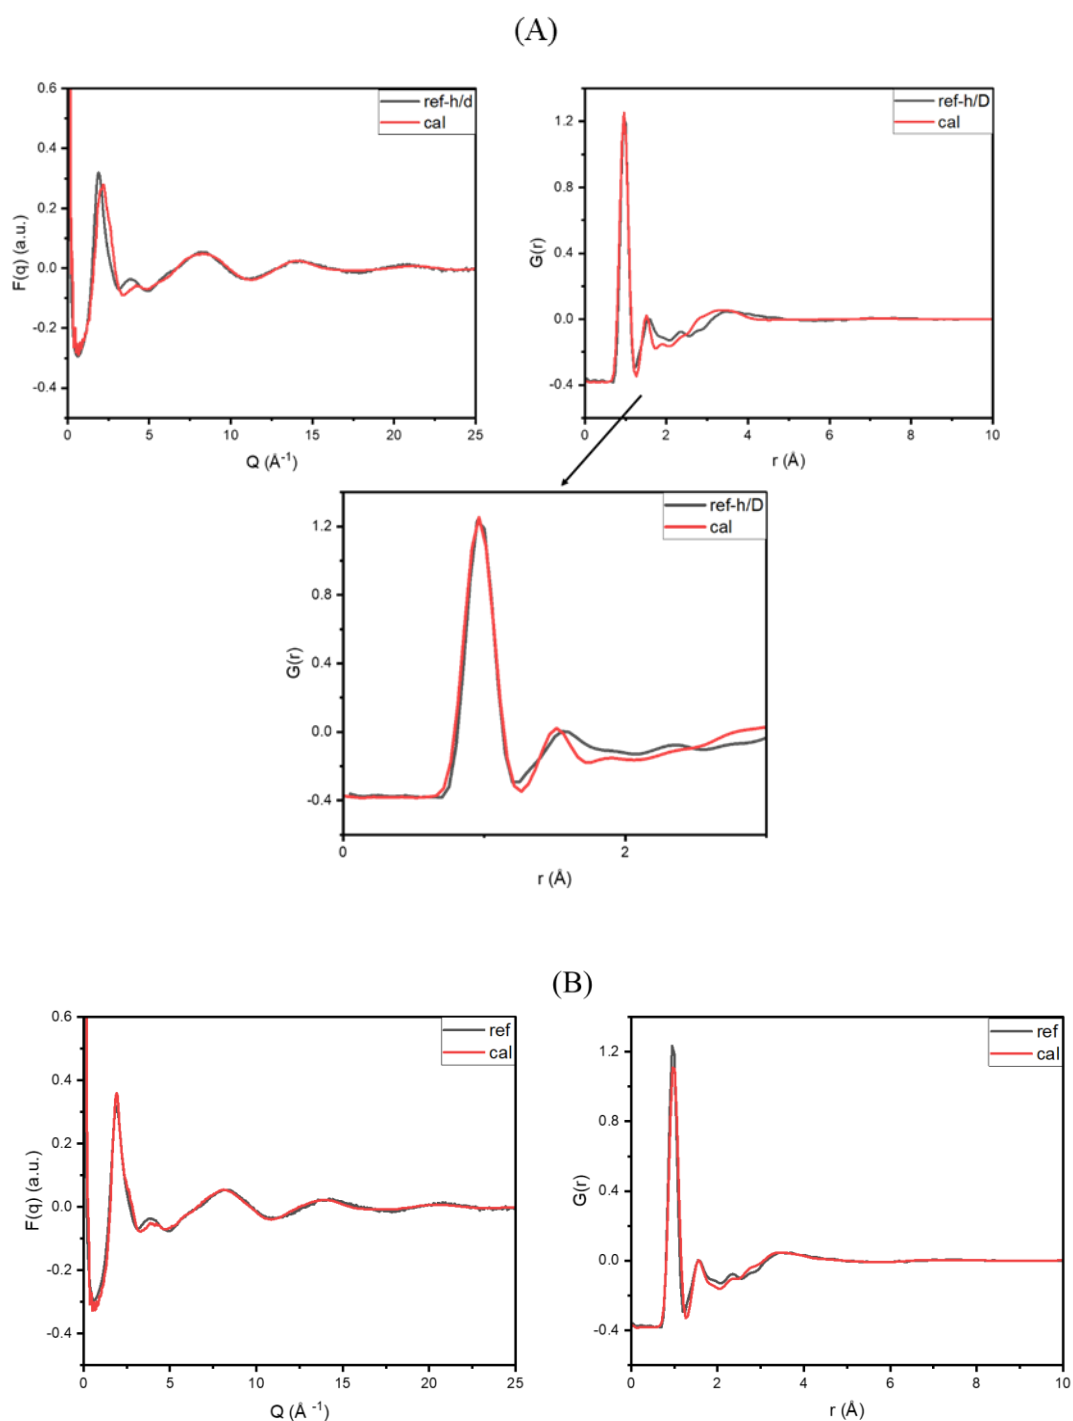 (A)
0.6
0.4
0.2
0.0
-0.2
-0.4
F(q) (a.u.)
0 5 10 15 20 25
Q (Å⁻¹)
ref-h/d
cal
1.2
0.8
0.4
0.0
-0.4
G(r)
0 2 4 6 8 10
r (Å)
ref-h/D
cal
1.2
0.8
0.4
0.0
-0.4
G(r)
0 2
r (Å)
ref-h/D
cal
(B)
0.6
0.4
0.2
0.0
-0.2
-0.4
F(q) (a.u.)
0 5 10 15 20 25
Q (Å ⁻¹)
ref
cal
1.2
0.8
0.4
0.0
-0.4
G(r)
0 2 4 6 8 10
r (Å)
ref
cal